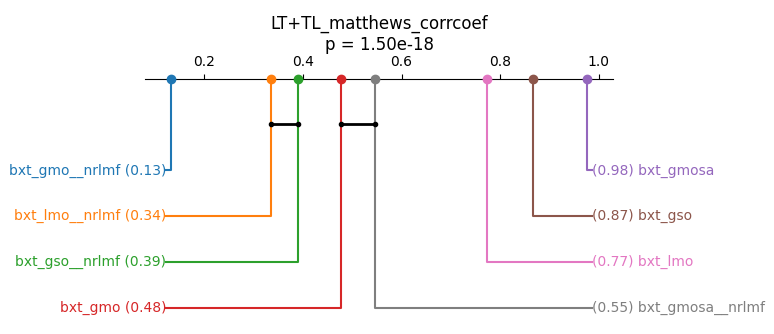 LT+TL_matthews_corrcoef
p = 1.50e-18
0.2 0.4 0.6 0.8 1.0
bxt_gmo__nrlmf (0.13) (0.98) bxt_gmosa
bxt_lmo__nrlmf (0.34) (0.87) bxt_gso
bxt_gso__nrlmf (0.39) (0.77) bxt_lmo
bxt_gmo (0.48) (0.55) bxt_gmosa__nrlmf